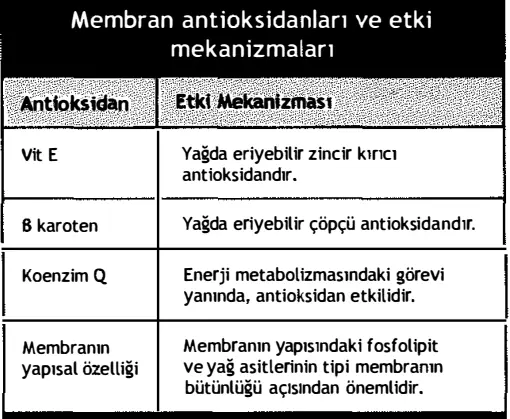 Membran antioksidanları ve etki
mekanizmaları
Antioksidan
Etki Mekanizması
Vit E
Yağda eriyebilir zincir kırıcı
antioksidandır.
ß karoten
Yağda eriyebilir çöpçü antioksidandır.
Koenzim Q
Enerji metabolizmasındaki görevi
yanında, antioksidan etkilidir.
Membranın
yapısal özelliği
Membranın yapısındaki fosfolipit
ve yağ asitlerinin tipi membranın
bütünlüğü açısından önemlidir.